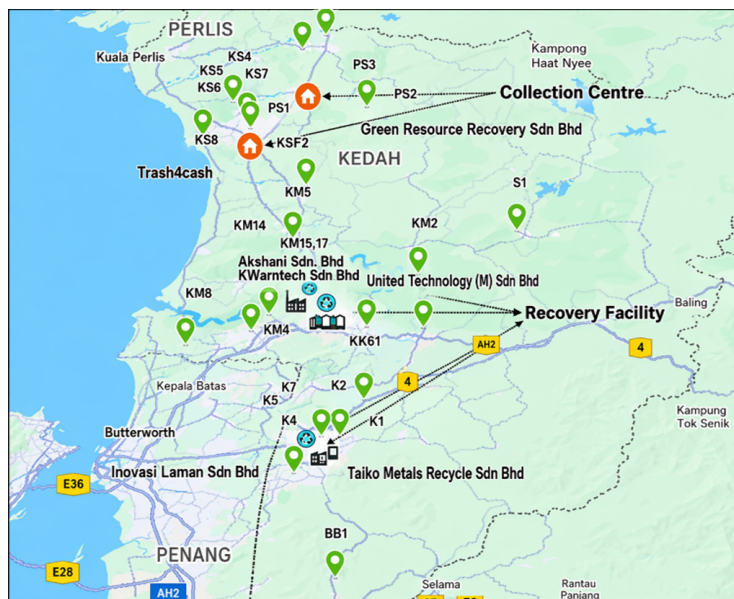 PERLIS
Kuala Perlis
KS4
KS5
KS7
KS6
PS3
Kampong
Haat Nyee
PS1
PS2
Collection Centre
KS8
KSF2
Green Resource Recovery Sdn Bhd
KEDAH
Trash4cash
KM5
S1
KM14
KM2
KM15,17
Akshani Sdn. Bhd
KWarntech Sdn Bhd
United Technology (M) Sdn Bhd
KM8
Baling
KM4
Recovery Facility
KK61
AH2
4
Kepala Batas
K7
K2
4
K5
K4
K1
Kampung
Tok Senik
Butterworth
Inovasi Laman Sdn Bhd
Taiko Metals Recycle Sdn Bhd
E36
PENANG
BB1
E28
AH2
Selama
Rantau
Panjang